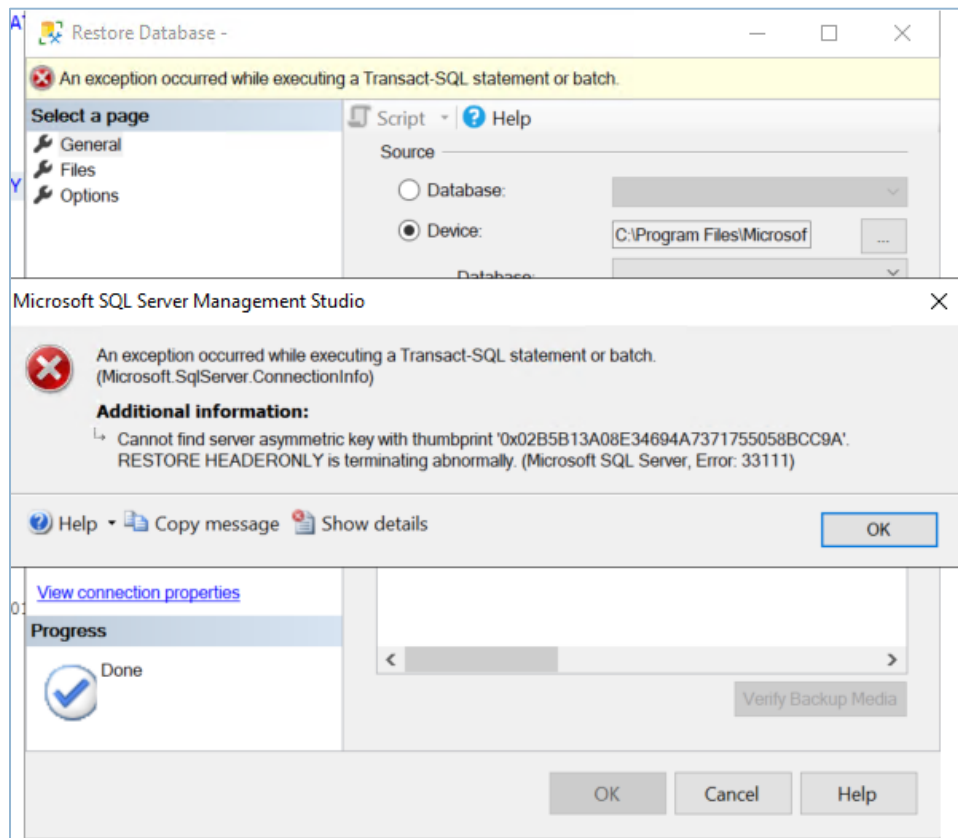 A
Restore Database -
An exception occurred while executing a Transact-SQL statement or batch.
Select a page
Script
Help
General
Files
Options
Y
Source
Database:
Device:
C:\Program Files\Microsof
...
Database:
Microsoft SQL Server Management Studio
An exception occurred while executing a Transact-SQL statement or batch.
(Microsoft.SqlServer.ConnectionInfo)
Additional information:
Cannot find server asymmetric key with thumbprint '0x02B5B13A08E34694A7371755058BCC9A'.
RESTORE HEADERONLY is terminating abnormally. (Microsoft SQL Server, Error: 33111)
Help
Copy message
Show details
OK
View connection properties
01
Progress
Done
Verify Backup Media
OK
Cancel
Help